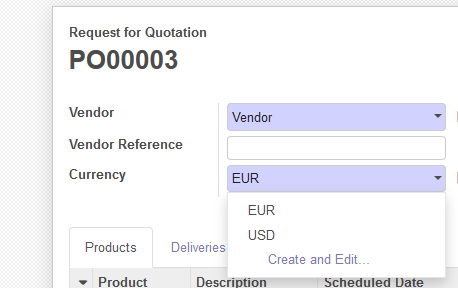 Request for Quotation
PO00003
Vendor
Vendor
Vendor Reference
Currency
EUR
EUR
USD
Create and Edit...
Products
Deliveries
Product
Description
Scheduled Date